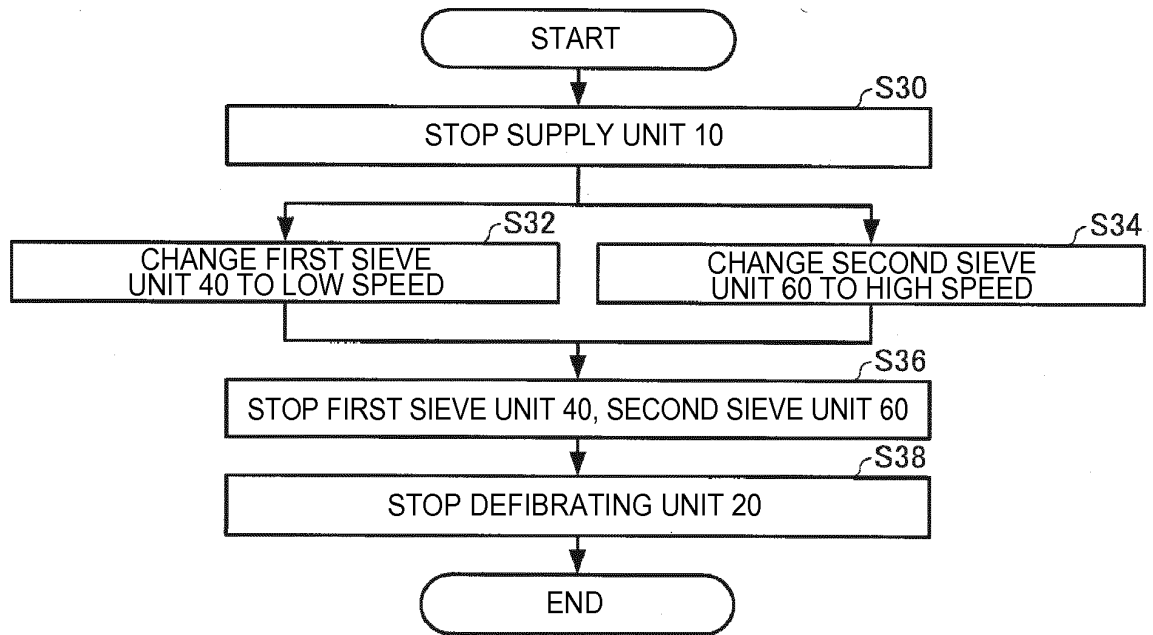 START
S30
STOP SUPPLY UNIT 10
S32
CHANGE FIRST SIEVE
UNIT 40 TO LOW SPEED
S34
CHANGE SECOND SIEVE
UNIT 60 TO HIGH SPEED
S36
STOP FIRST SIEVE UNIT 40, SECOND SIEVE UNIT 60
S38
STOP DEFIBRATING UNIT 20
END